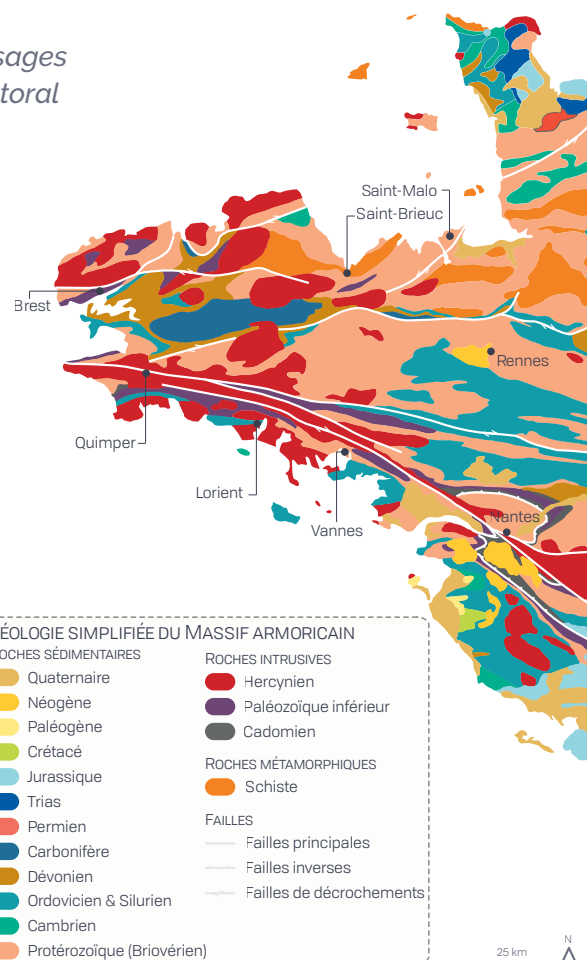 sages
toral
Saint-Malo
Saint-Brieuc
Brest
Rennes
Quimper
Lorient
Vannes
Nantes
ÉOLOGIE SIMPLIFIÉE DU MASSIF ARMORICAIN
OCHES SÉDIMENTAIRES
Quaternaire
Néogène
Paléogène
Crétacé
Jurassique
Trias
Permien
Carbonifère
Dévonien
Ordovicien & Silurien
Cambrien
Protérozoïque (Briovérien)
ROCHES INTRUSIVES
Hercynien
Paléozoïque inférieur
Cadomien
ROCHES MÉTAMORPHIQUES
Schiste
FAILLES
Failles principales
Failles inverses
Failles de décrochements
25 km
N